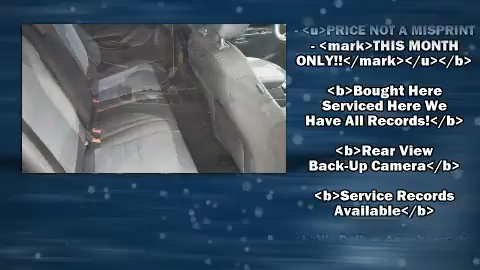 - <u>PRICE NOT A MISPRINT
- <mark>THIS MONTH
ONLY!!</mark></u></b>
<b>Bought Here
Serviced Here We
Have All Records!</b>
<b>Rear View
Back-Up Camera</b>
<b>Service Records
Available</b>